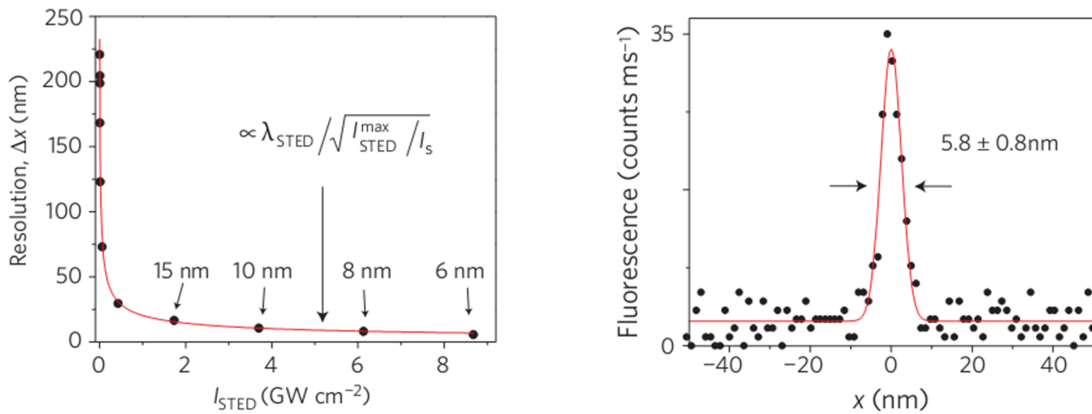 250
200
150
100
50
0
Resolution, Δx (nm)
∝ λSTED/√(I^max_STED/Is)
15 nm
10 nm
8 nm
6 nm
0
2
4
6
8
ISTED (GW cm⁻²)
35
0
Fluorescence (counts ms⁻¹)
5.8 ± 0.8nm
−40
−20
0
20
40
x (nm)